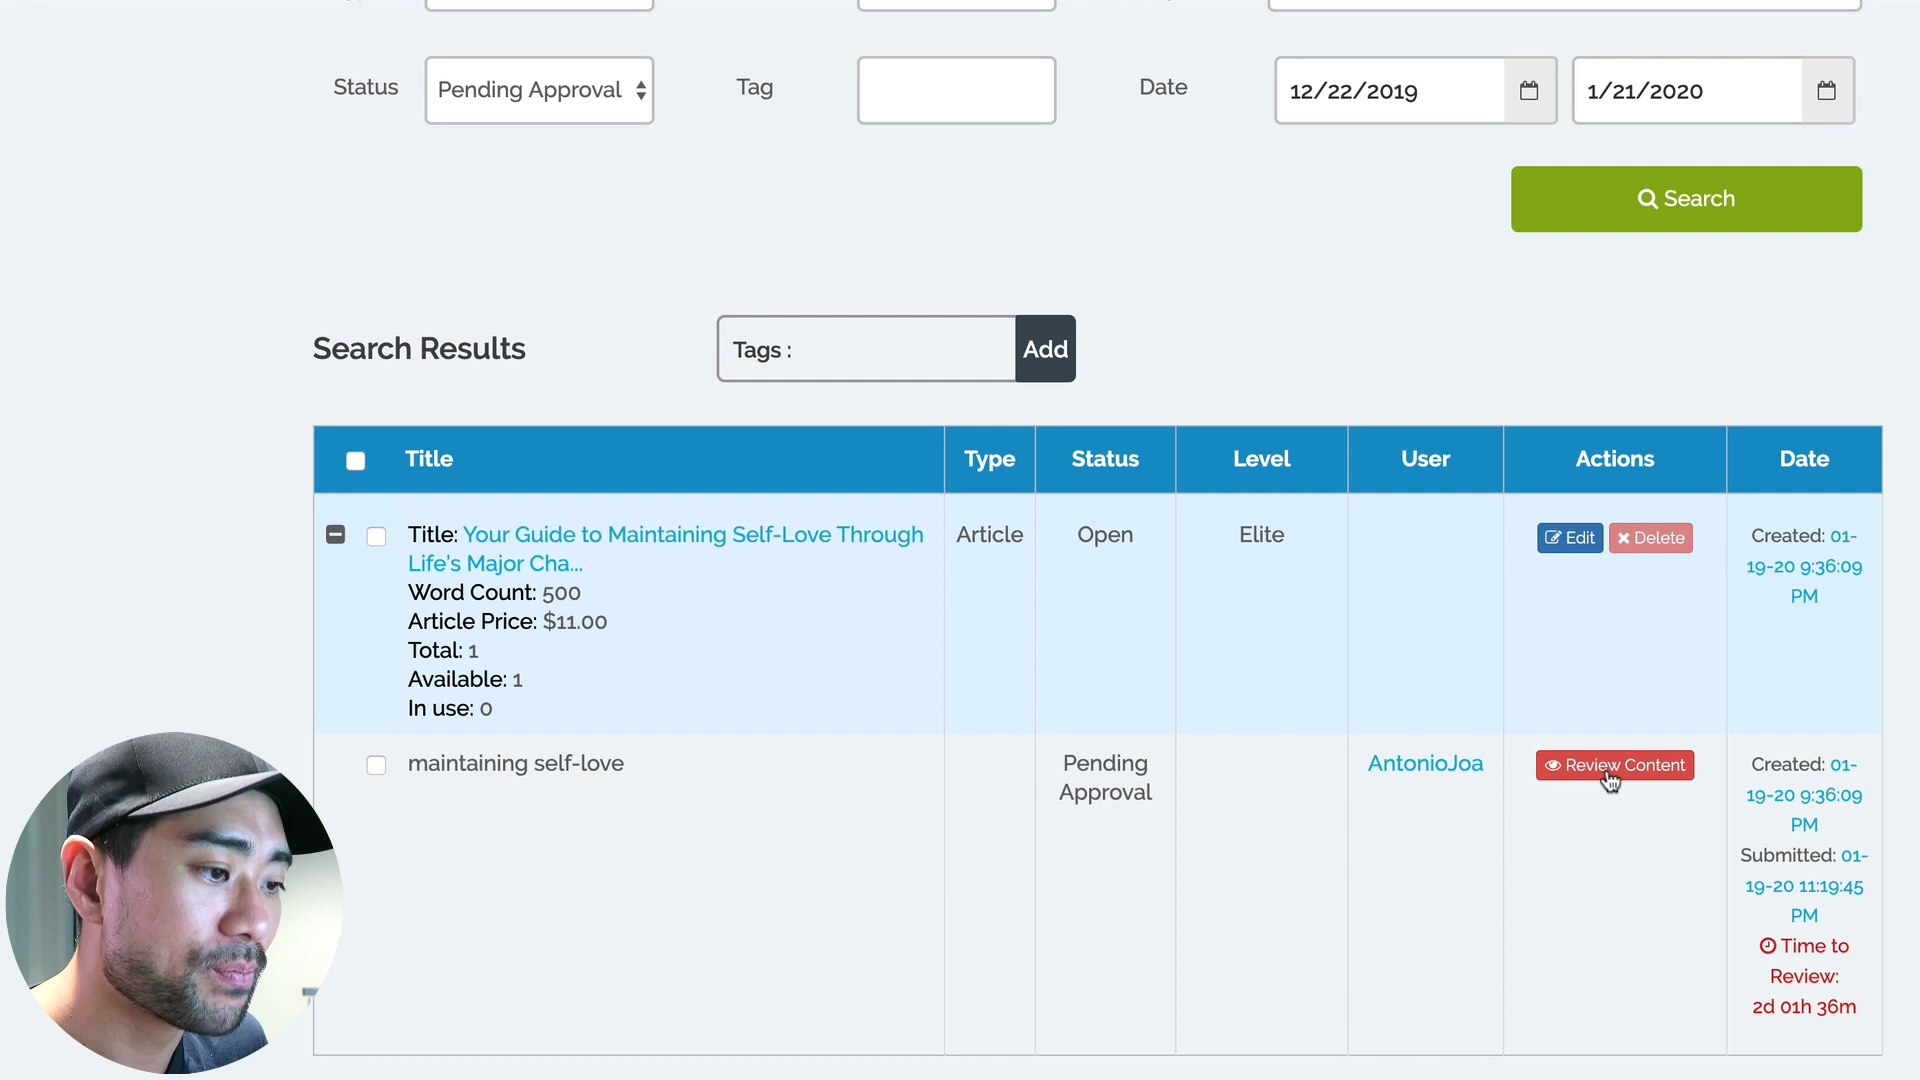 Status
Pending Approval
Tag
Date
12/22/2019
1/21/2020
Search
Search Results
Tags :
Add
Title
Type
Status
Level
User
Actions
Date
Title: Your Guide to Maintaining Self-Love Through
Life's Major Cha...
Word Count: 500
Article Price: $11.00
Total: 1
Available: 1
In use: 0
Article
Open
Elite
Edit
Delete
Created: 01-
19-20 9:36:09
PM
maintaining self-love
Pending
Approval
AntonioJoa
Review Content
Created: 01-
19-20 9:36:09
PM
Submitted: 01-
19-20 11:19:45
PM
Time to
Review:
2d 01h 36m